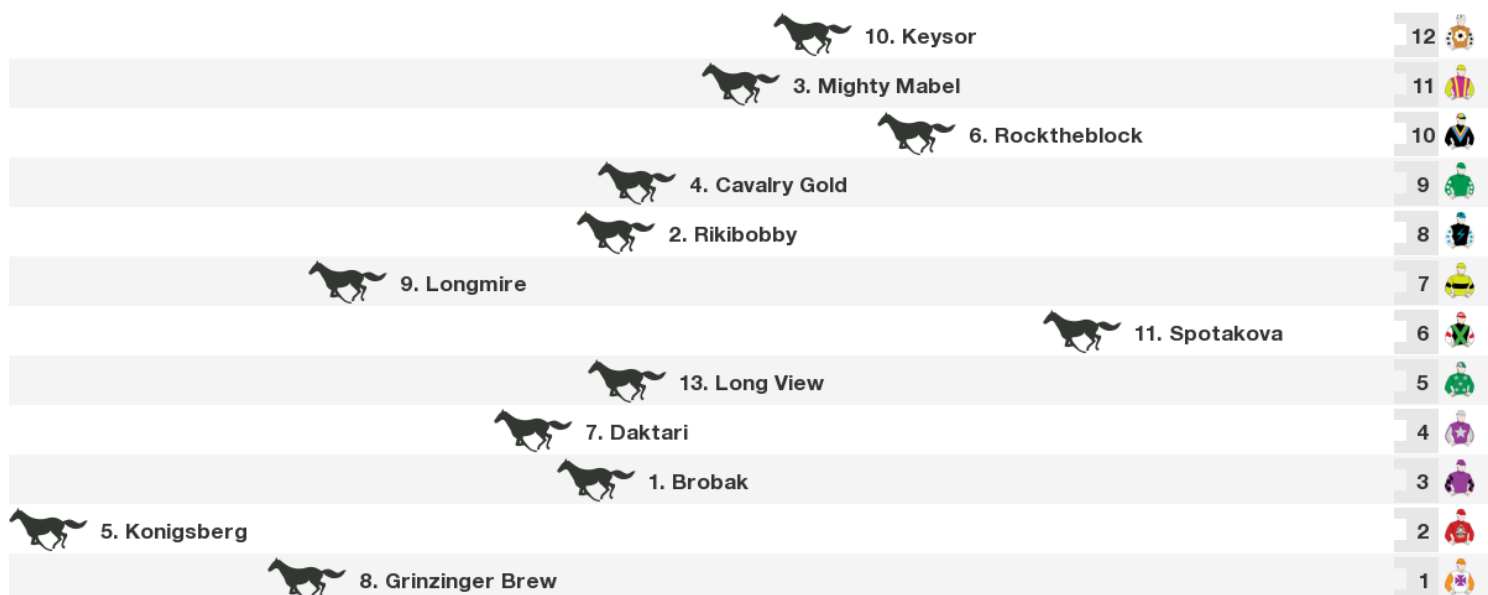 10. Keysor 12
3. Mighty Mabel 11
6. Rocktheblock 10
4. Cavalry Gold 9
2. Rikibobby 8
9. Longmire 7
11. Spotakova 6
13. Long View 5
7. Daktari 4
1. Brobak 3
5. Konigsberg 2
8. Grinzinger Brew 1